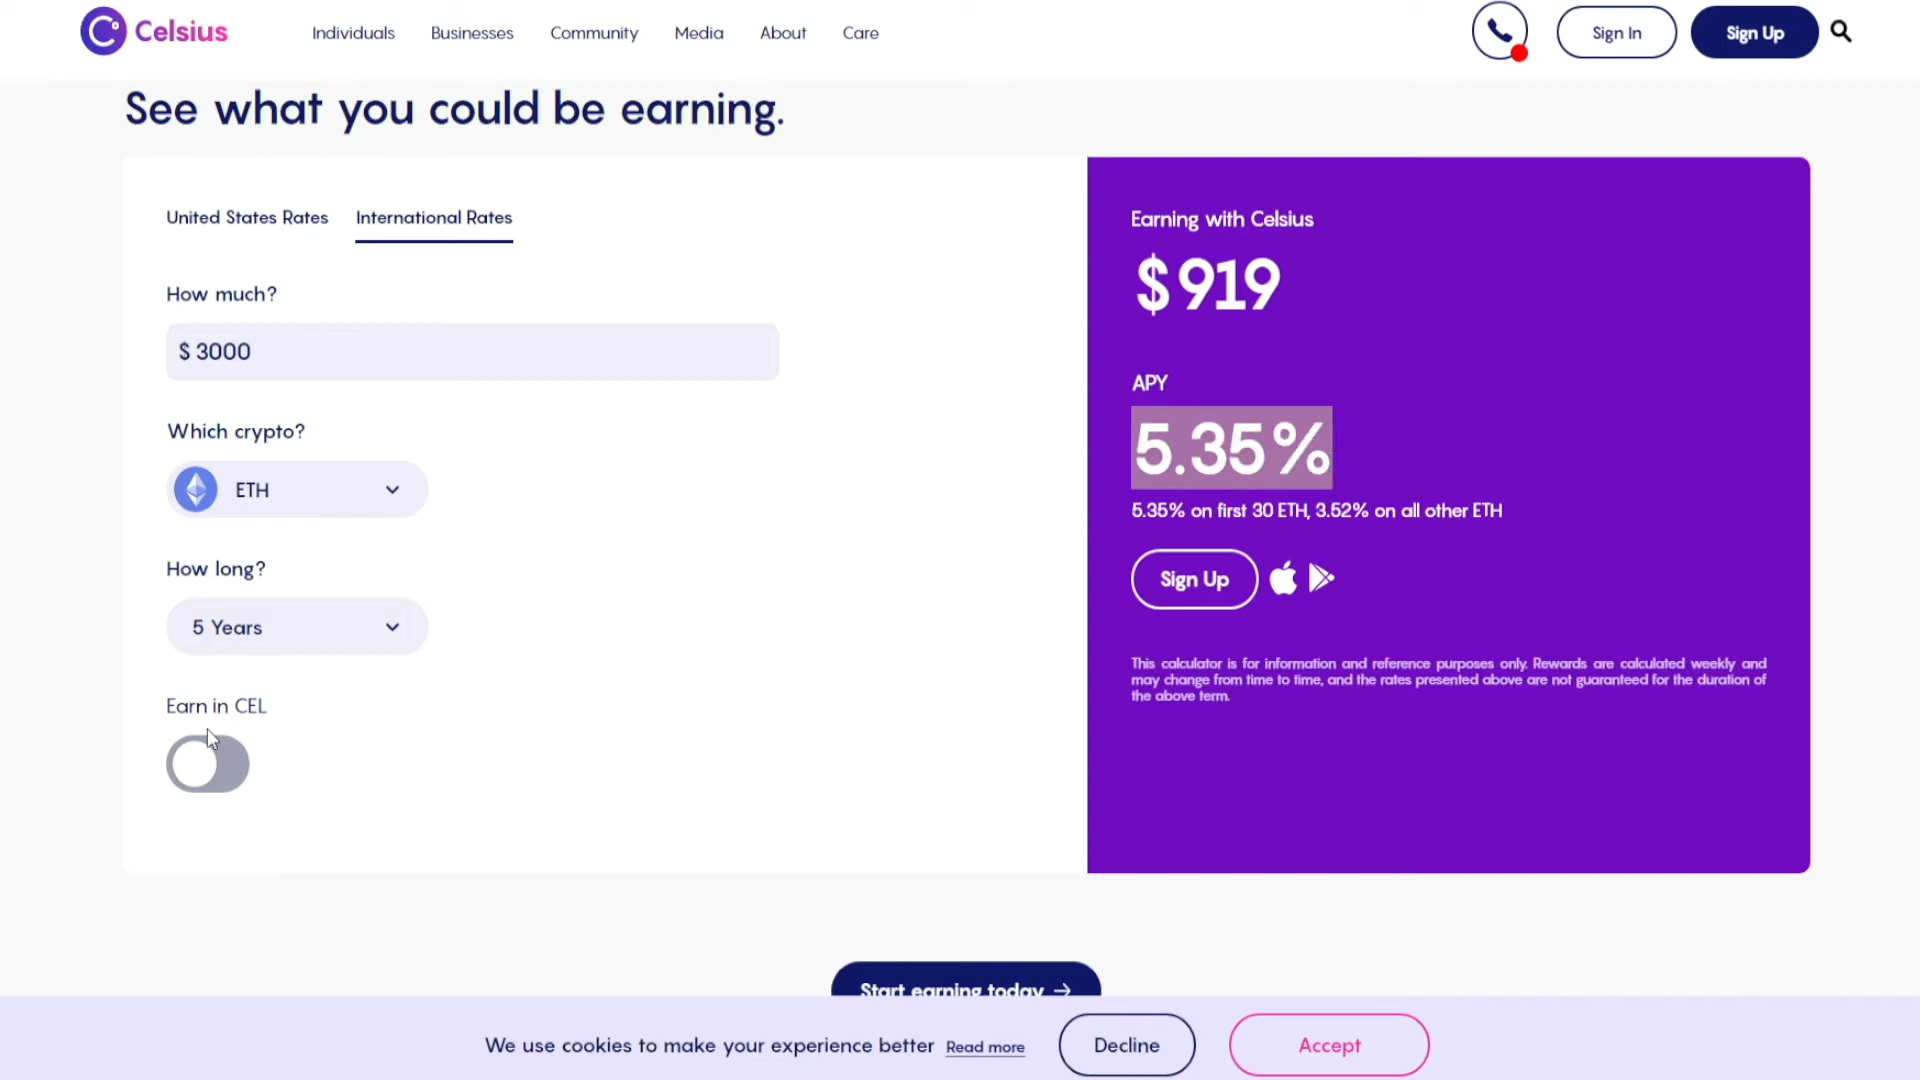 Celsius
Individuals
Businesses
Community
Media
About
Care
Sign In
Sign Up
See what you could be earning.
United States Rates
International Rates
How much?
$ 3000
Which crypto?
ETH
How long?
5 Years
Earn in CEL
Earning with Celsius
$919
APY
5.35%
5.35% on first 30 ETH, 3.52% on all other ETH
Sign Up
This calculator is for information and reference purposes only. Rewards are calculated weekly and
may change from time to time, and the rates presented above are not guaranteed for the duration of
the above term.
Start earning today →
We use cookies to make your experience better Read more
Decline
Accept